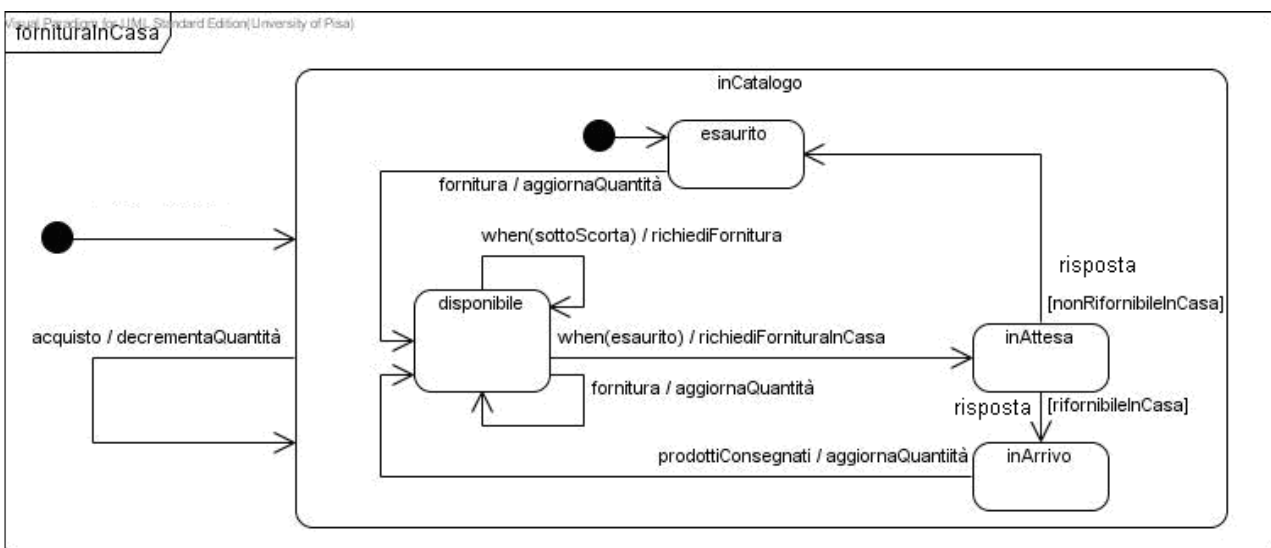 Visual Paradigm for UML Standard Edition(University of Pisa)
fornituraInCasa
inCatalogo
esaurito
fornitura / aggiornaQuantità
when(sottoScorta) / richiediFornitura
risposta
disponibile
[nonRifornibileInCasa]
acquisto / decrementaQuantità
when(esaurito) / richiediFornituraInCasa
inAttesa
fornitura / aggiornaQuantità
risposta
[rifornibileInCasa]
prodottiConsegnati / aggiornaQuantiità
inArrivo